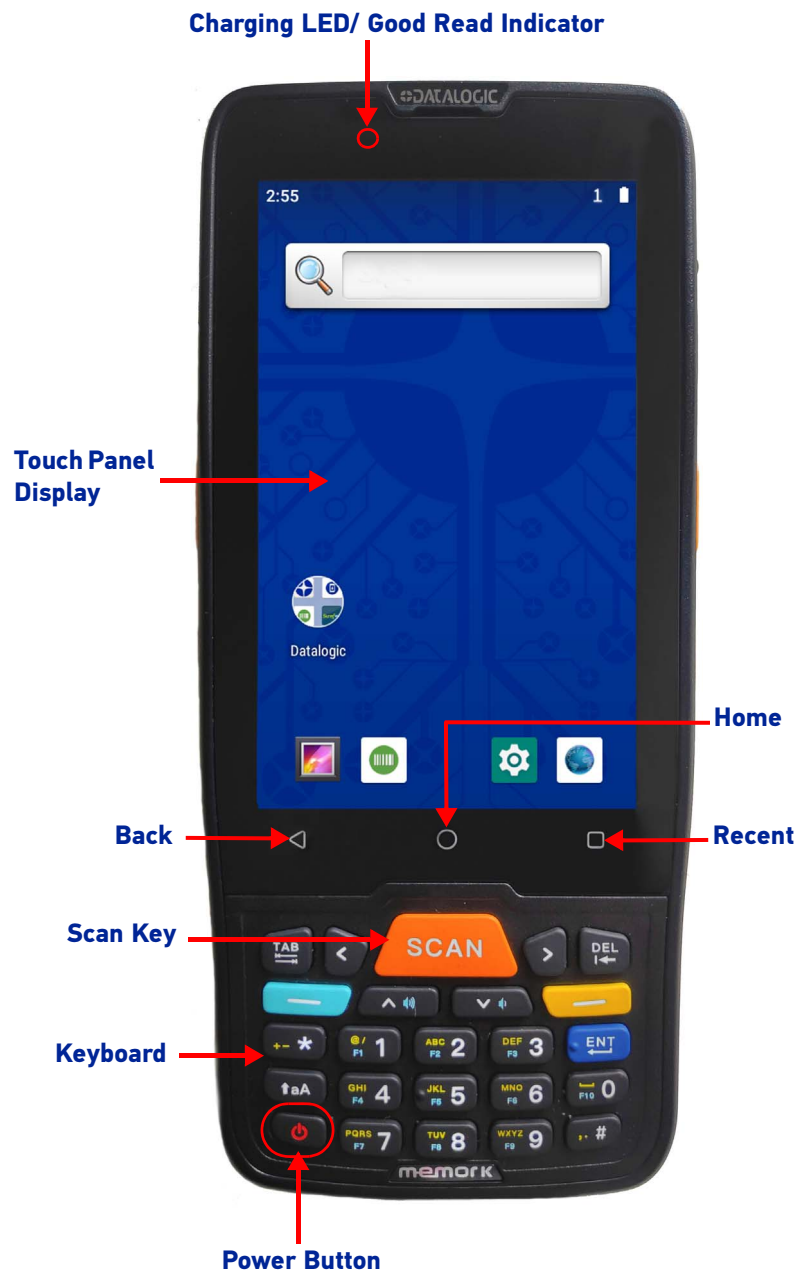 Charging LED/ Good Read Indicator
DATALOGIC
2:55
1
Touch Panel
Display
Datalogic
Home
Back
Recent
Scan Key
TAB
<
SCAN
>
DEL
Keyboard
+- *
@/ F1 1
ABC F2 2
DEF F3 3
ENT
aA
GHI F4 4
JKL F5 5
MNO F6 6
F10 0
PQRS F7 7
TUV F8 8
WXYZ F9 9
,. #
memor K
Power Button